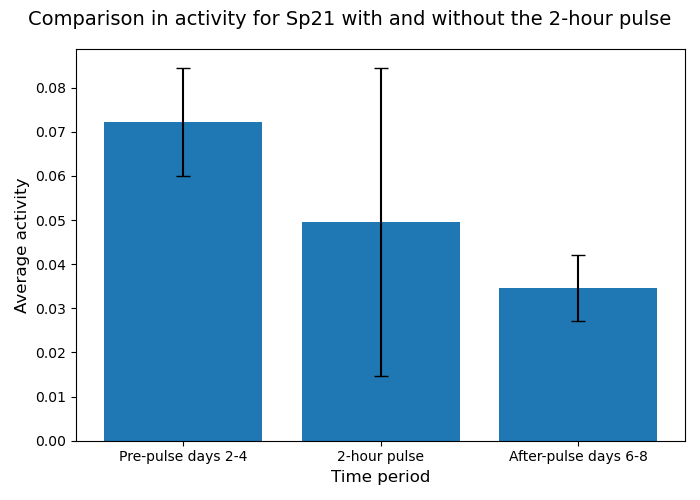 Comparison in activity for Sp21 with and without the 2-hour pulse
Average activity
0.08
0.07
0.06
0.05
0.04
0.03
0.02
0.01
0.00
Pre-pulse days 2-4
2-hour pulse
After-pulse days 6-8
Time period